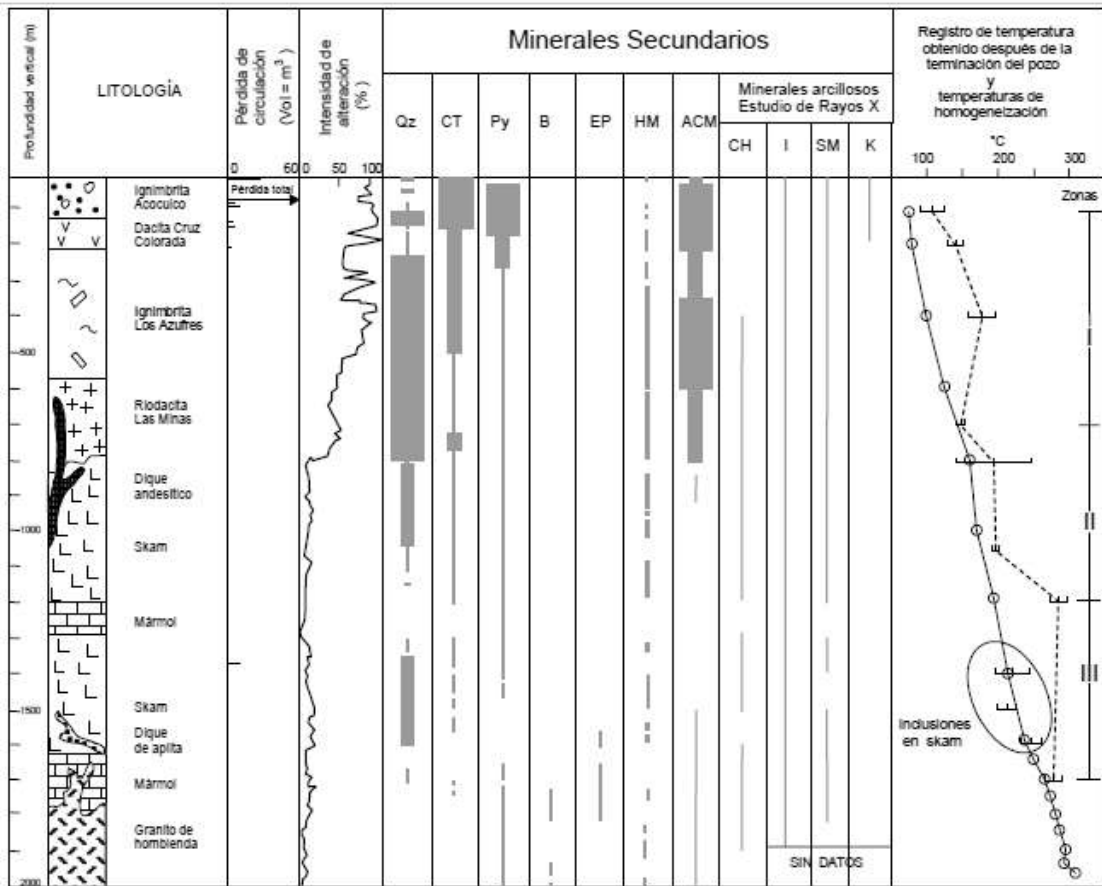 Profundidad vertical (m)
LITOLOGÍA
Pérdida de
circulación
(Vol = m³)
0 60
Intensidad de
alteración
(%)
0 50 100
Minerales Secundarios
Qz CT Py B EP HM ACM
Minerales arcillosos
Estudio de Rayos X
CH I SM K
Registro de temperatura
obtenido después de la
terminación del pozo
y
temperaturas de
homogeneización
°C
100 200 300
Pérdida total
Zonas
Ignimbrita
Acoculco
Dacita Cruz
Colorada
Ignimbrita
Los Azufres
500
Riodacita
Las Minas
Dique
andesítico
1000
Skarn
Mármol
1500
Skarn
Dique
de aplita
Mármol
Granito de
hornblenda
2000
SIN DATOS
I
II
III
Inclusiones
en skarn